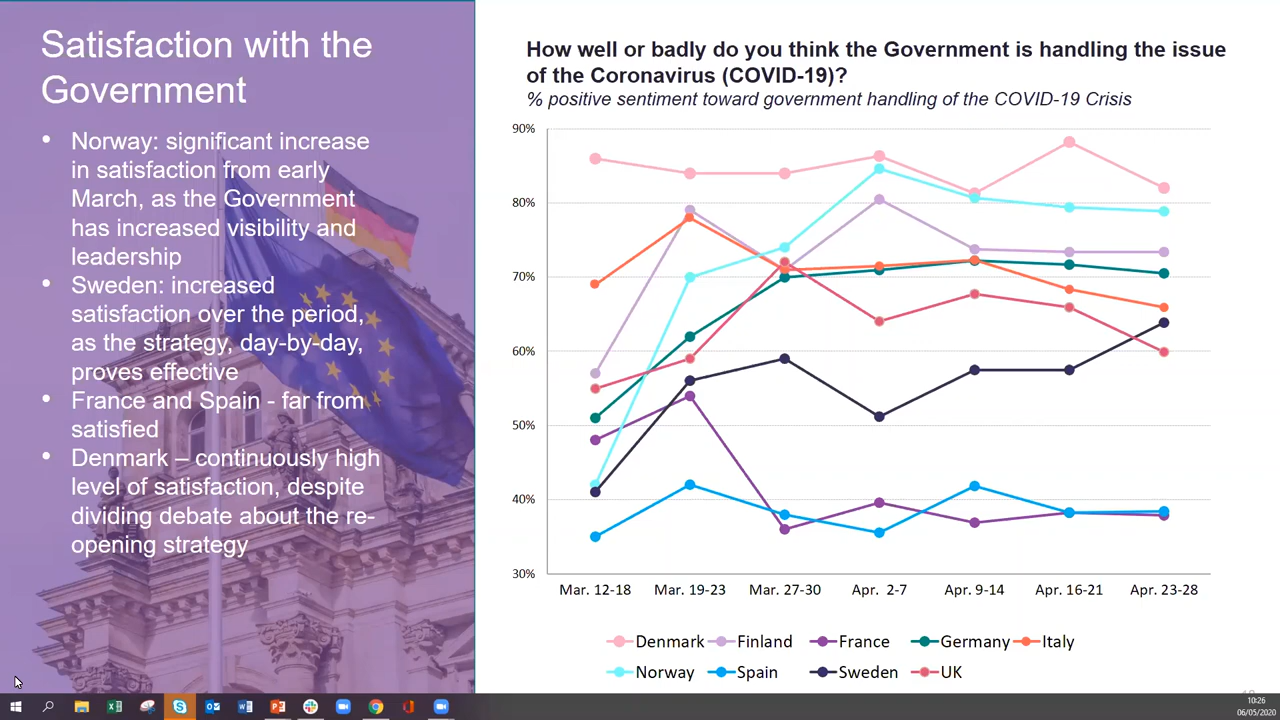 Satisfaction with the
Government
• Norway: significant increase
in satisfaction from early
March, as the Government
has increased visibility and
leadership
• Sweden: increased
satisfaction over the period,
as the strategy, day-by-day,
proves effective
• France and Spain - far from
satisfied
• Denmark – continuously high
level of satisfaction, despite
dividing debate about the re-
opening strategy
How well or badly do you think the Government is handling the issue
of the Coronavirus (COVID-19)?
% positive sentiment toward government handling of the COVID-19 Crisis
90%
80%
70%
60%
50%
40%
30%
Mar. 12-18 Mar. 19-23 Mar. 27-30 Apr. 2-7 Apr. 9-14 Apr. 16-21 Apr. 23-28
Denmark Finland France Germany Italy
Norway Spain Sweden UK
10:26
06/05/2020